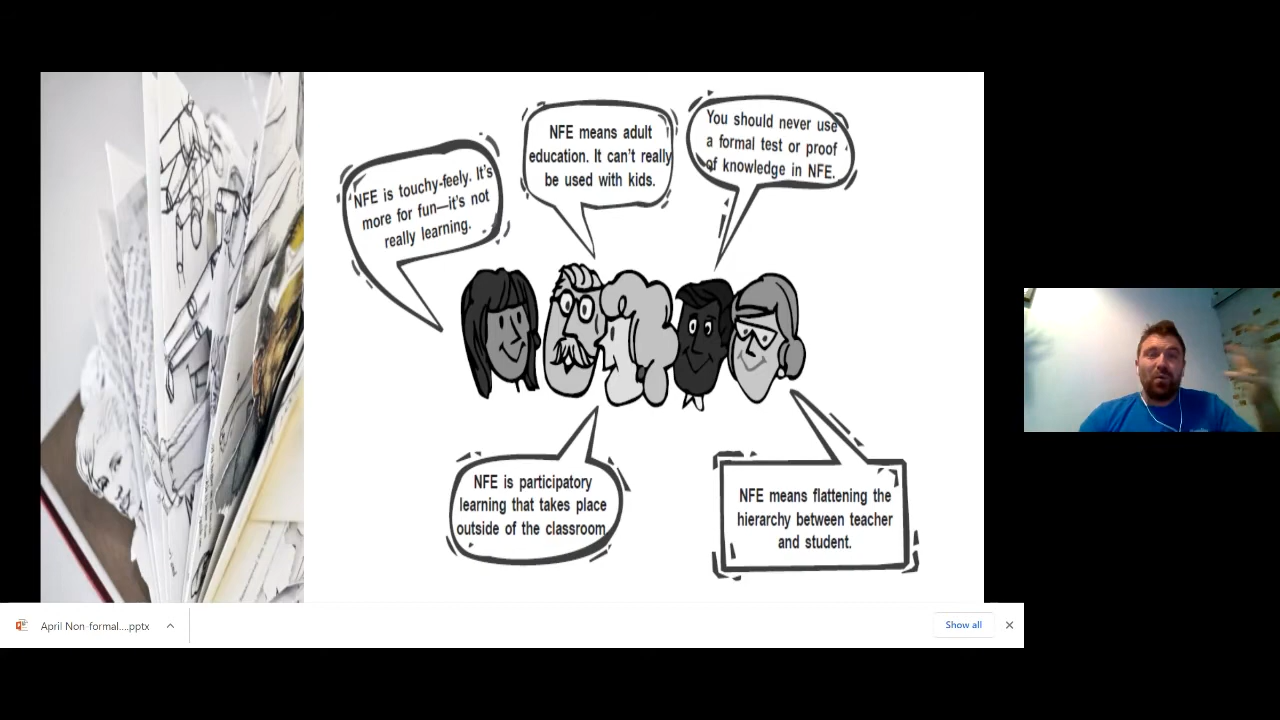 NFE means adult
education. It can't really
be used with kids.
You should never use
a formal test or proof
of knowledge in NFE.
NFE is touchy-feely. It's
more for fun—it's not
really learning.
NFE is participatory
learning that takes place
outside of the classroom
NFE means flattening the
hierarchy between teacher
and student.
April Non-formal....pptx
Show all